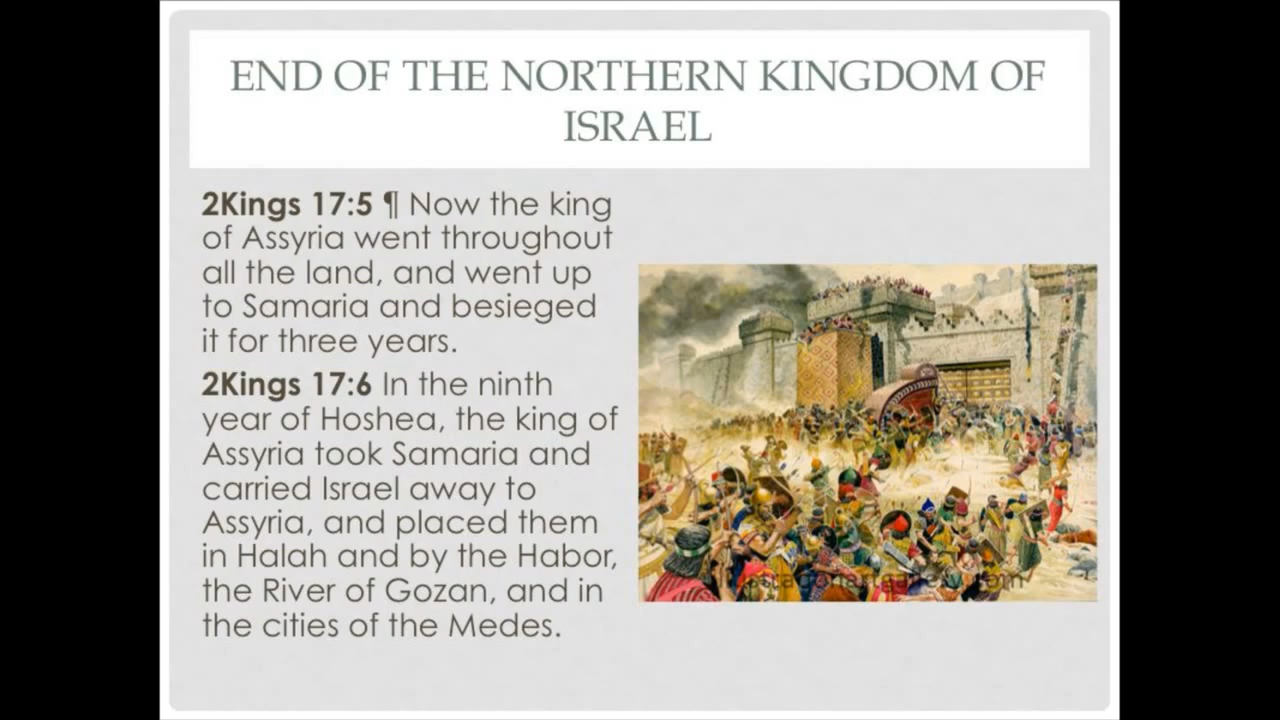 END OF THE NORTHERN KINGDOM OF
ISRAEL
2Kings 17:5 ¶ Now the king
of Assyria went throughout
all the land, and went up
to Samaria and besieged
it for three years.
2Kings 17:6 In the ninth
year of Hoshea, the king of
Assyria took Samaria and
carried Israel away to
Assyria, and placed them
in Halah and by the Habor,
the River of Gozan, and in
the cities of the Medes.